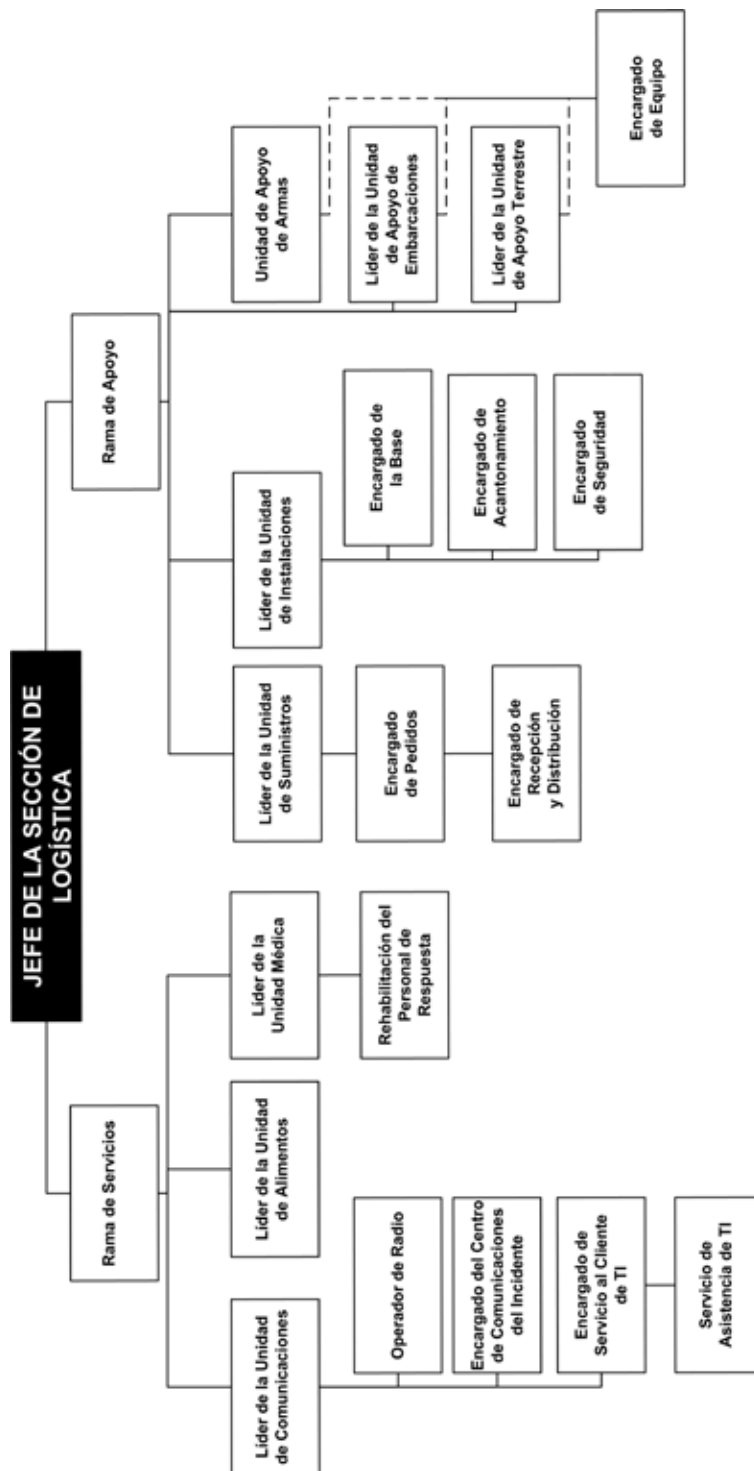 JEFE DE LA SECCIÓN DE
LOGÍSTICA
Rama de Servicios
Líder de la Unidad
de Comunicaciones
Operador de Radio
Encargado del Centro
de Comunicaciones
del Incidente
Encargado de
Servicio al Cliente
de TI
Servicio de
Asistencia de TI
Líder de la Unidad
de Alimentos
Líder de la
Unidad Médica
Rehabilitación del
Personal de
Respuesta
Rama de Apoyo
Líder de la Unidad
de Suministros
Encargado
de Pedidos
Encargado de
Recepción
y Distribución
Líder de la Unidad
de Instalaciones
Encargado de
la Base
Encargado de
Acantonamiento
Encargado
de Seguridad
Unidad de Apoyo
de Armas
Líder de la Unidad
de Apoyo de
Embarcaciones
Líder de la Unidad
de Apoyo Terrestre
Encargado
de Equipo